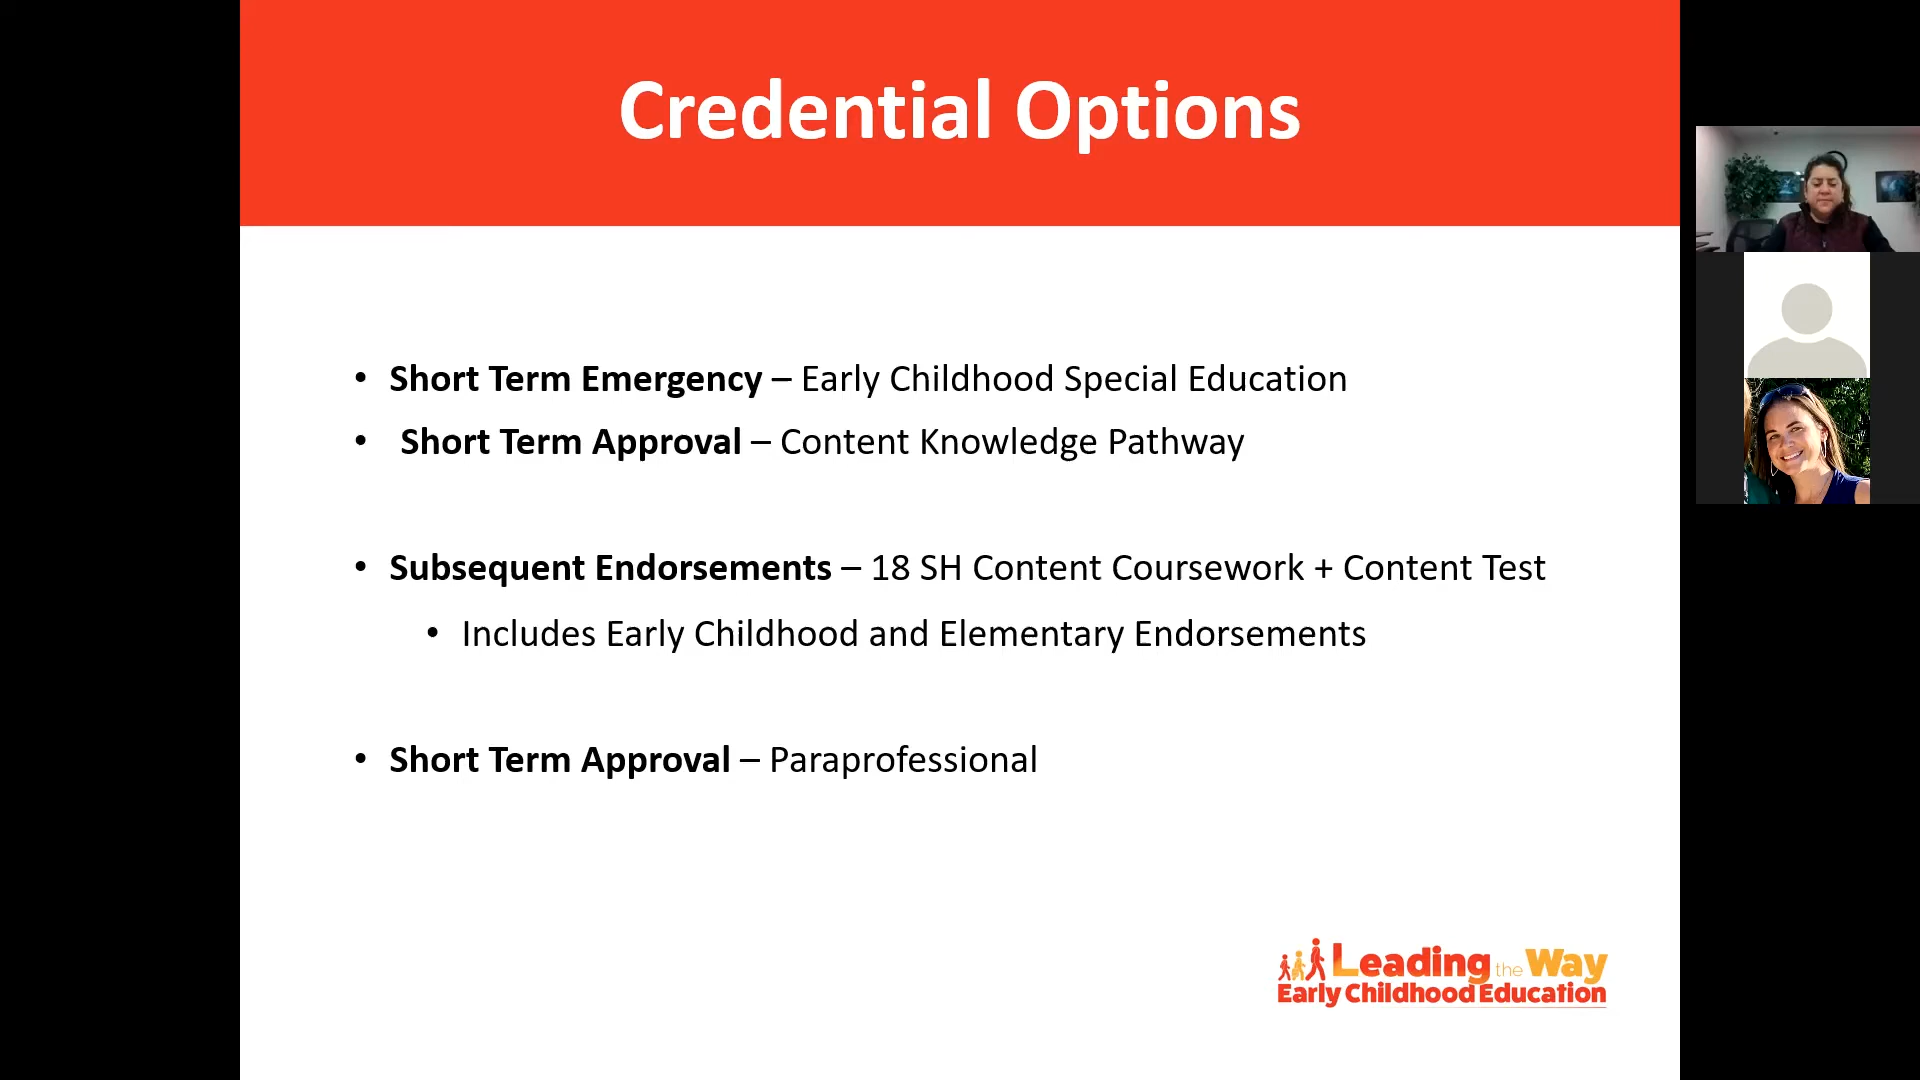 Credential Options
• Short Term Emergency – Early Childhood Special Education
• Short Term Approval – Content Knowledge Pathway
• Subsequent Endorsements – 18 SH Content Coursework + Content Test
• Includes Early Childhood and Elementary Endorsements
• Short Term Approval – Paraprofessional
Leading the Way
Early Childhood Education